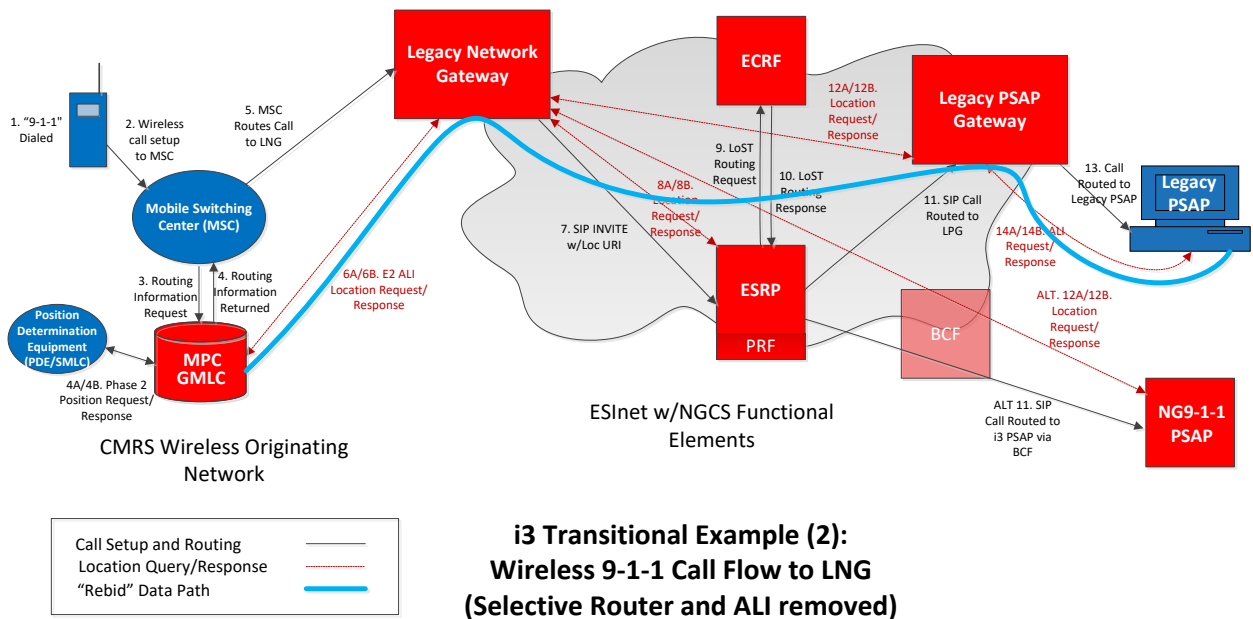 Legacy Network
Gateway
ECRF
Legacy PSAP
Gateway
12A/12B.
Location
Request/
Response
1. “9-1-1"
Dialed
2. Wireless
call setup
to MSC
5. MSC
Routes Call
to LNG
Mobile Switching
Center (MSC)
3. Routing
Information
Request
4. Routing
Information
Returned
6A/6B. E2 ALI
Location Request/
Response
Position
Determination
Equipment
(PDE/SMLC)
MPC
GMLC
4A/4B. Phase 2
Position Request/
Response
CMRS Wireless Originating
Network
7. SIP INVITE
w/Loc URI
8A/8B.
Location
Request/
Response
9. LoST
Routing
Request
10. LoST
Routing
Response
11. SIP Call
Routed to
LPG
ESRP
PRF
BCF
13. Call
Routed to
Legacy PSAP
Legacy
PSAP
14A/14B. ALI
Request/
Response
ALT. 12A/12B.
Location
Request/
Response
ALT 11. SIP
Call Routed to
i3 PSAP via
BCF
NG9-1-1
PSAP
ESInet w/NGCS Functional
Elements
Call Setup and Routing
Location Query/Response
“Rebid” Data Path
i3 Transitional Example (2):
Wireless 9-1-1 Call Flow to LNG
(Selective Router and ALI removed)